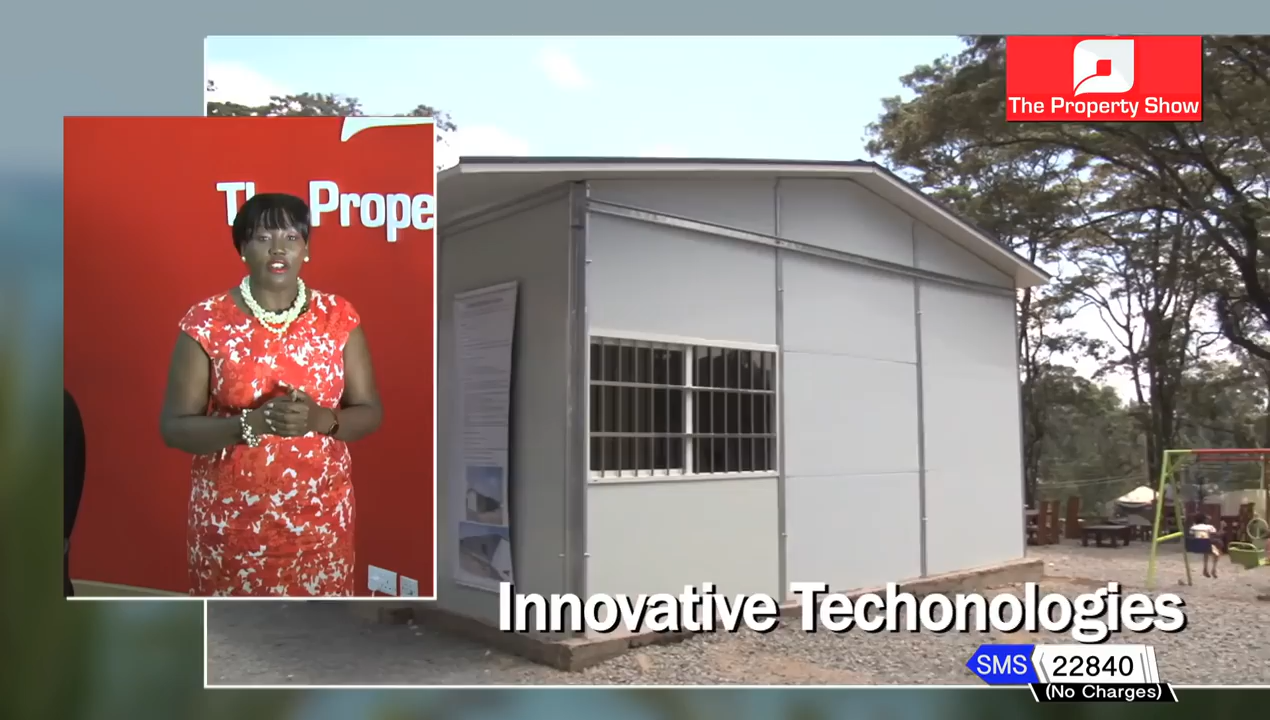 The Property Show
The Prope
Innovative Techonologies
SMS 22840
(No Charges)